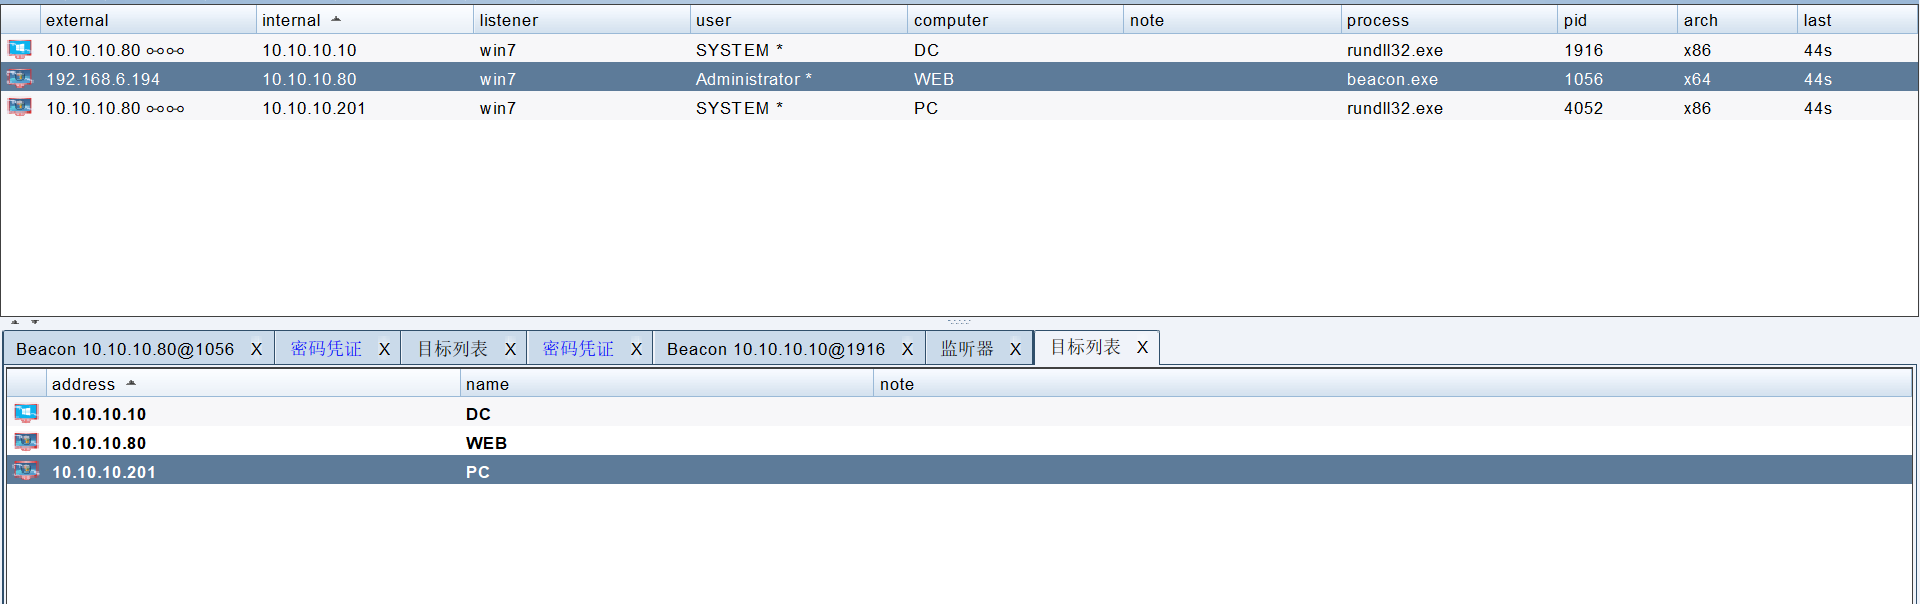 external internal listener user computer note process pid arch last
10.10.10.80 10.10.10.10 win7 SYSTEM * DC rundll32.exe 1916 x86 44s
192.168.6.194 10.10.10.80 win7 Administrator * WEB beacon.exe 1056 x64 44s
10.10.10.80 10.10.10.201 win7 SYSTEM * PC rundll32.exe 4052 x86 44s
Beacon 10.10.10.80@1056 X 密码凭证 X 目标列表 X 密码凭证 X Beacon 10.10.10.10@1916 X 监听器 X 目标列表 X
address name note
10.10.10.10 DC
10.10.10.80 WEB
10.10.10.201 PC